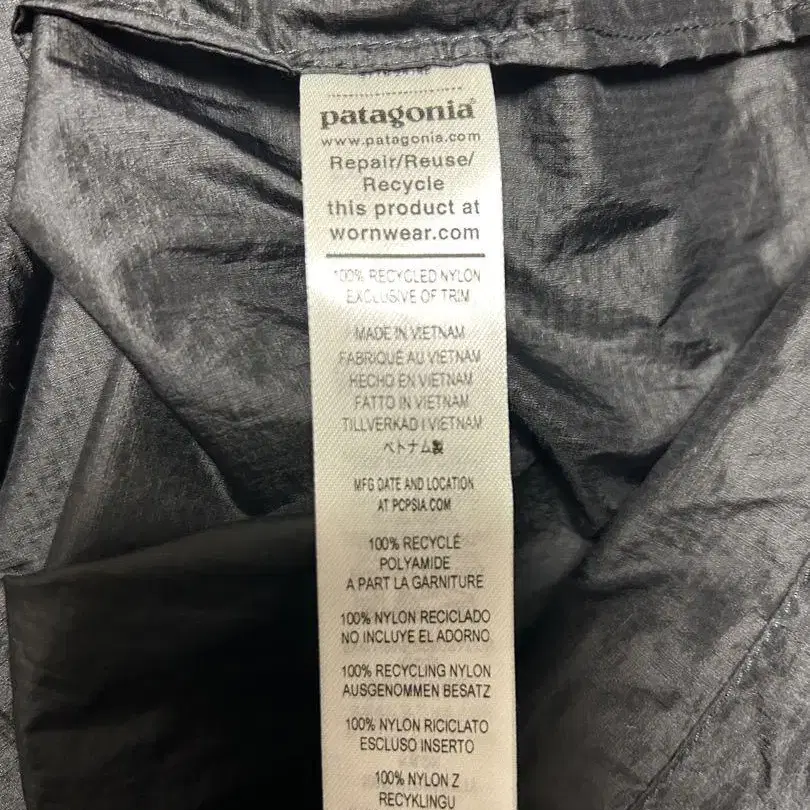 patagonia®
www.patagonia.com
Repair/Reuse/
Recycle
this product at
wornwear.com
100% RECYCLED NYLON
EXCLUSIVE OF TRIM
MADE IN VIETNAM
FABRIQUÉ AU VIETNAM
HECHO EN VIETNAM
FATTO IN VIETNAM
TILLVERKAD I VIETNAM
ベトナム製
MFG DATE AND LOCATION
AT PCPSIA.COM
100% RECYCLÉ
POLYAMIDE
A PART LA GARNITURE
100% NYLON RECICLADO
NO INCLUYE EL ADORNO
100% RECYCLING NYLON
AUSGENOMMEN BESATZ
100% NYLON RICICLATO
ESCLUSO INSERTO
100% NYLON Z
RECYKLINGU